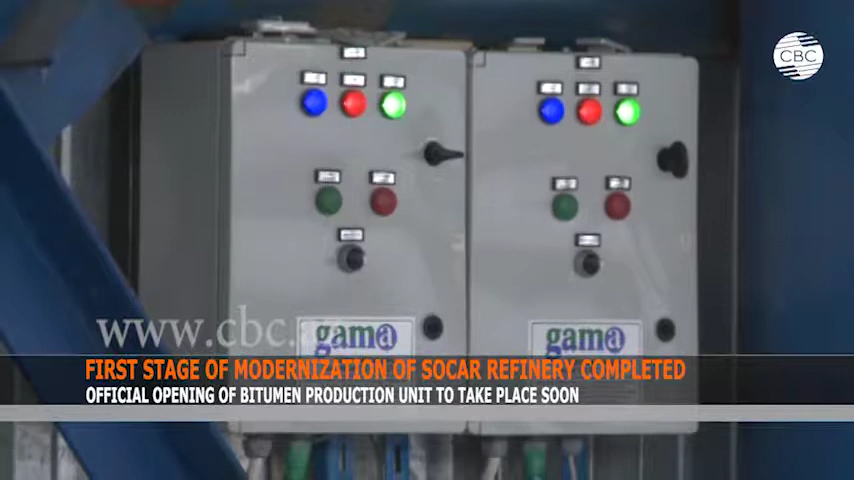 CBC
www.cbc.
gama
gama
FIRST STAGE OF MODERNIZATION OF SOCAR REFINERY COMPLETED
OFFICIAL OPENING OF BITUMEN PRODUCTION UNIT TO TAKE PLACE SOON